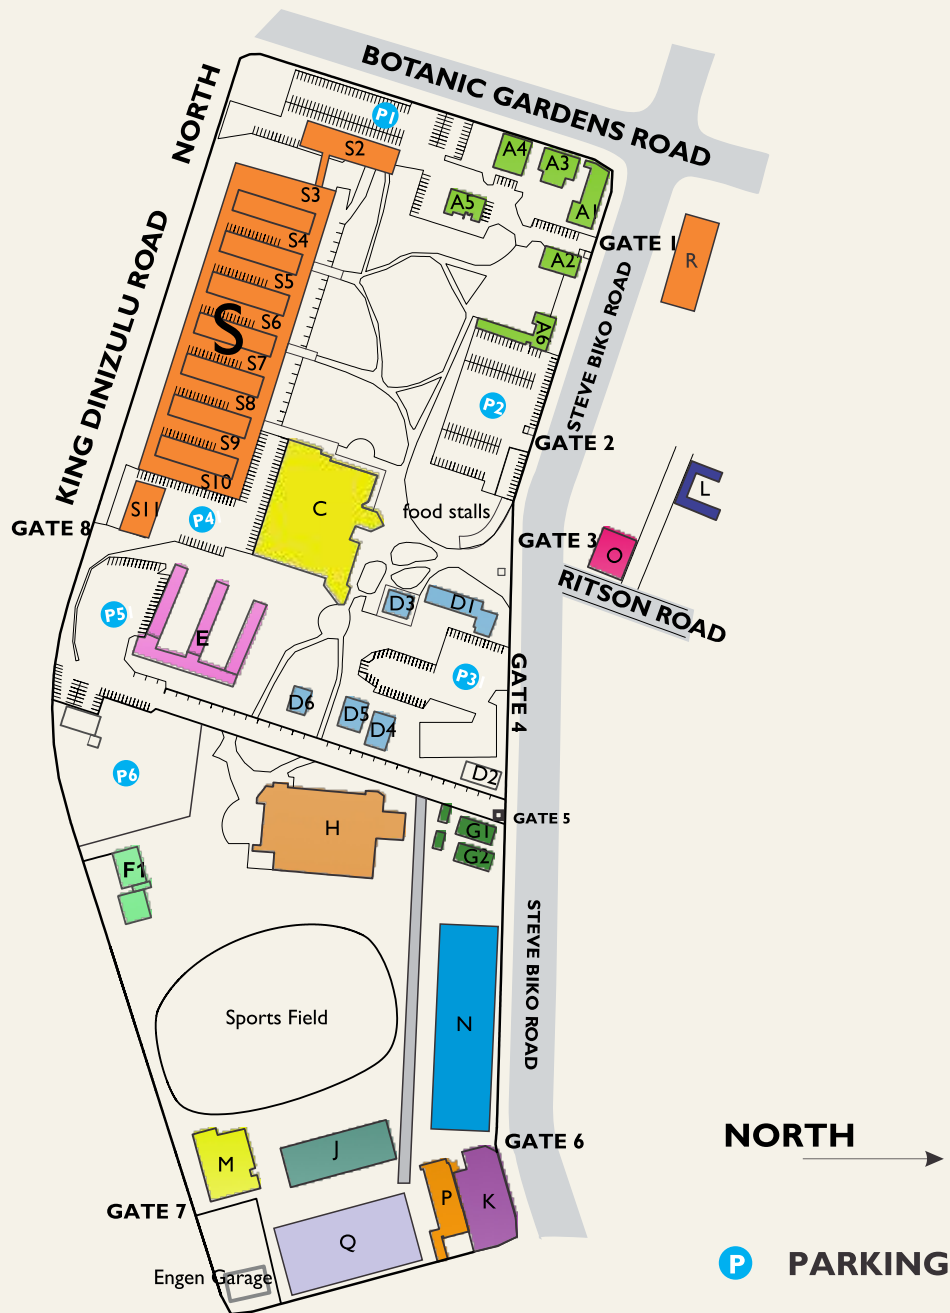 BOTANIC GARDENS ROAD
NORTH
KING DINIZULU ROAD
P1
S2
A4
A3
A1
A5
S3
S4
S5
S6
S
S7
S8
S9
S10
S11
GATE 1
A2
R
A6
STEVE BIKO ROAD
P2
GATE 2
L
C
food stalls
P4
GATE 8
GATE 3
O
RITSON ROAD
D3
D1
P5
E
P3
GATE 4
D6
D5
D4
D2
P6
GATE 5
H
G1
G2
F1
STEVE BIKO ROAD
Sports Field
N
GATE 6
NORTH
M
J
P
K
GATE 7
Q
Engen Garage
P
PARKING